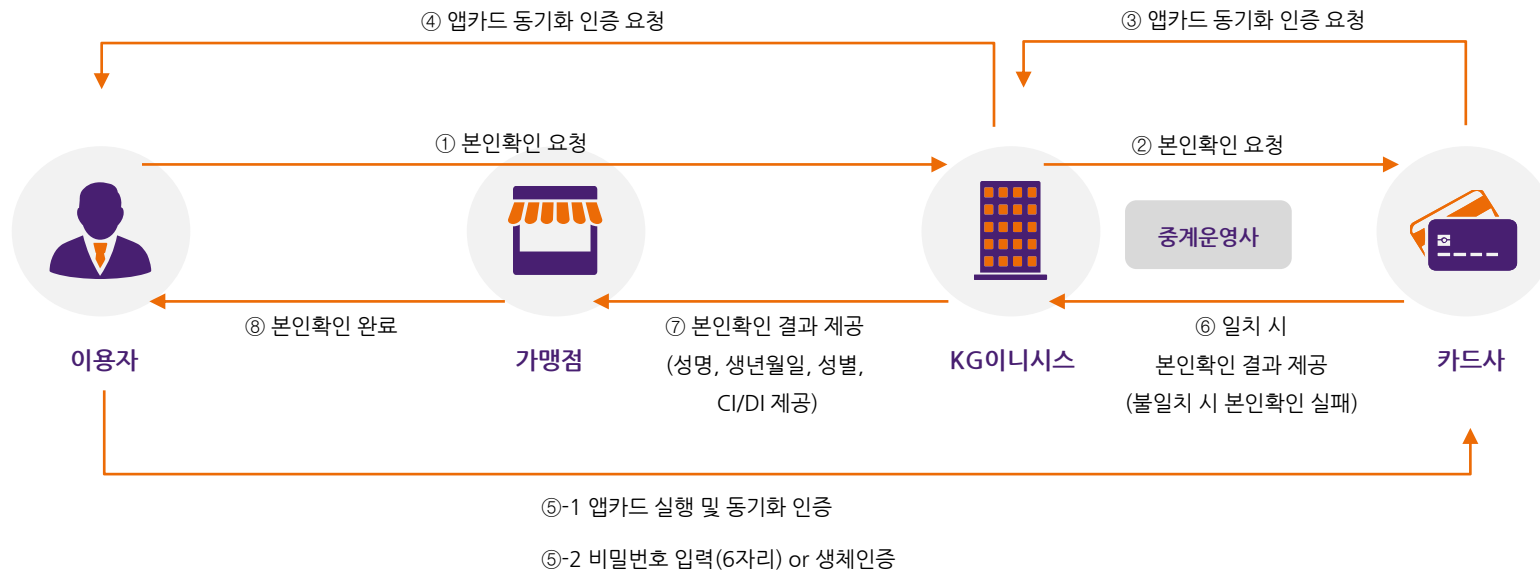 ④ 앱카드 동기화 인증 요청
③ 앱카드 동기화 인증 요청
① 본인확인 요청
② 본인확인 요청
중계운영사
⑧ 본인확인 완료
⑦ 본인확인 결과 제공
(성명, 생년월일, 성별,
CI/DI 제공)
⑥ 일치 시
본인확인 결과 제공
(불일치 시 본인확인 실패)
이용자
가맹점
KG이니시스
카드사
⑤-1 앱카드 실행 및 동기화 인증
⑤-2 비밀번호 입력(6자리) or 생체인증